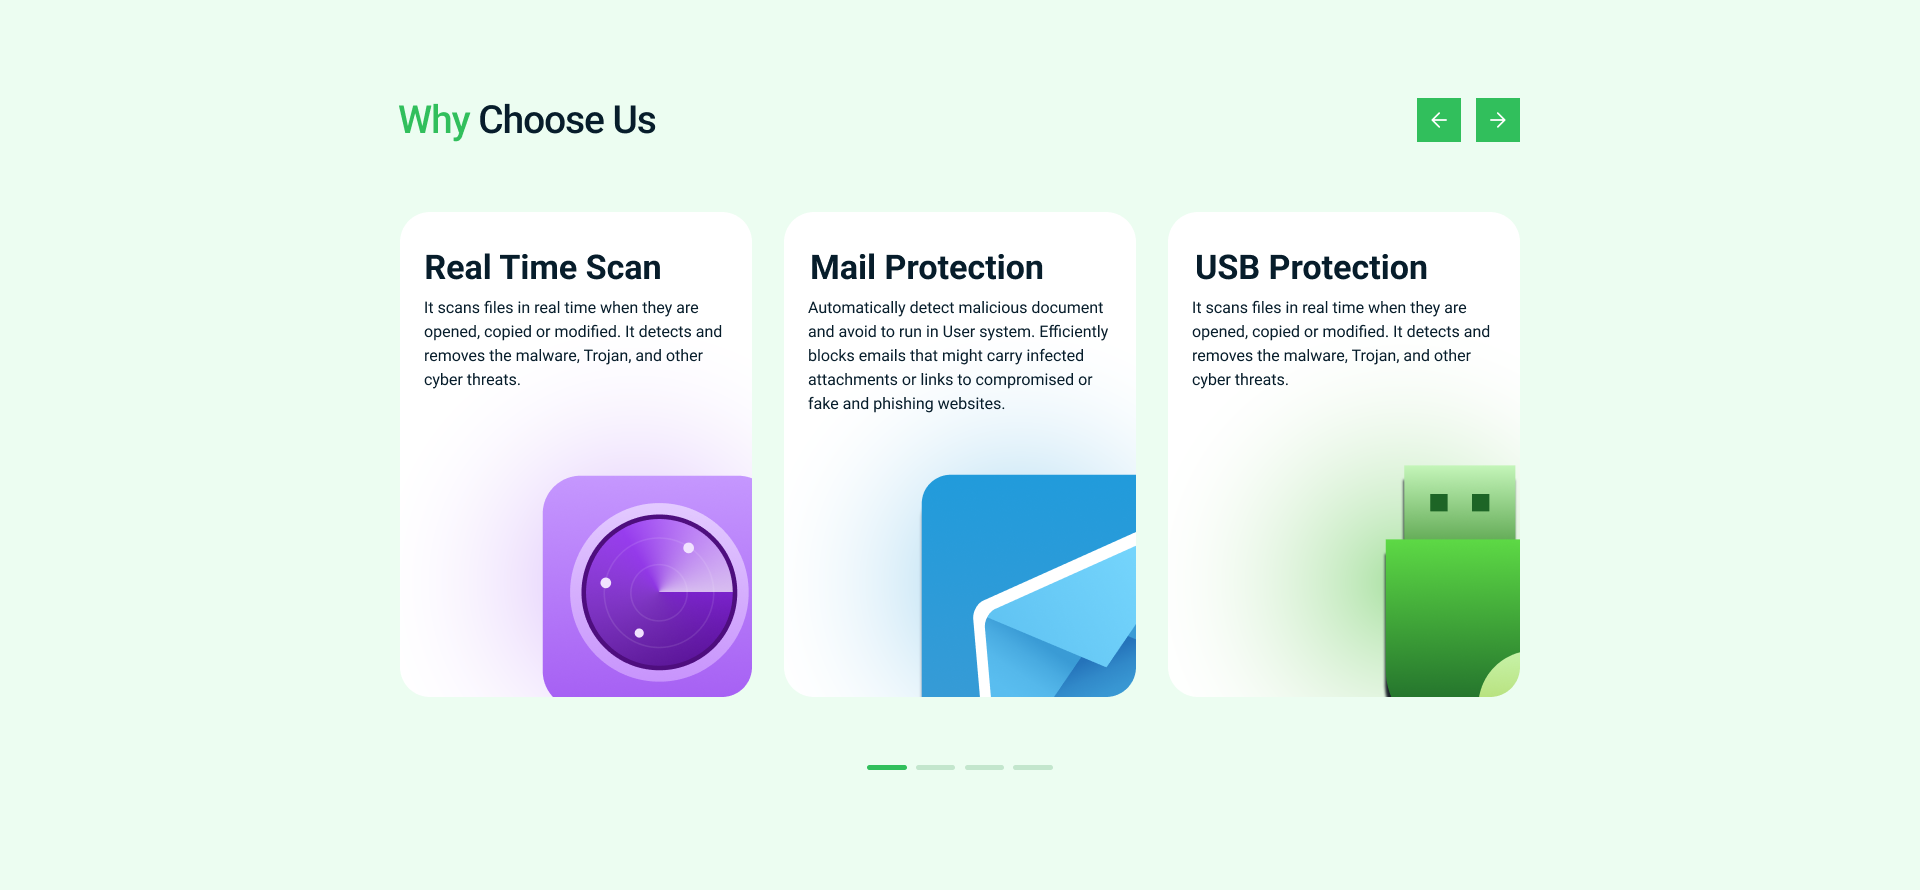 Why Choose Us
Real Time Scan
It scans files in real time when they are
opened, copied or modified. It detects and
removes the malware, Trojan, and other
cyber threats.
Mail Protection
Automatically detect malicious document
and avoid to run in User system. Efficiently
blocks emails that might carry infected
attachments or links to compromised or
fake and phishing websites.
USB Protection
It scans files in real time when they are
opened, copied or modified. It detects and
removes the malware, Trojan, and other
cyber threats.